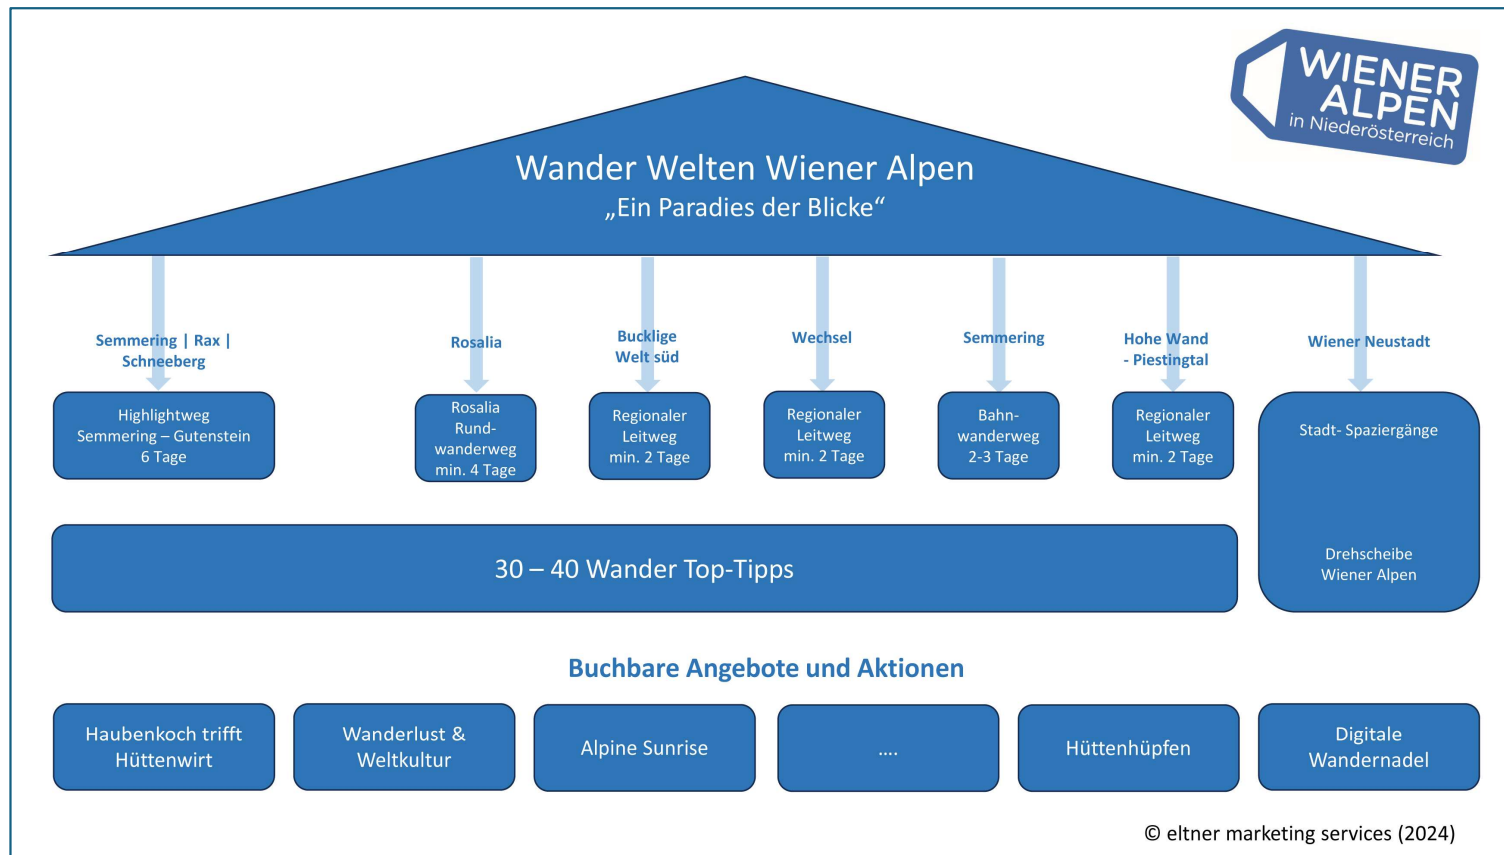 WIENER
ALPEN
in Niederösterreich
Wander Welten Wiener Alpen
„Ein Paradies der Blicke“
Semmering | Rax |
Schneeberg
Rosalia
Bucklige
Welt süd
Wechsel
Semmering
Hohe Wand
- Piestingtal
Wiener Neustadt
Highlightweg
Semmering – Gutenstein
6 Tage
Rosalia
Rund-
wanderweg
min. 4 Tage
Regionaler
Leitweg
min. 2 Tage
Regionaler
Leitweg
min. 2 Tage
Bahn-
wanderweg
2-3 Tage
Regionaler
Leitweg
min. 2 Tage
Stadt- Spaziergänge
Drehscheibe
Wiener Alpen
30 – 40 Wander Top-Tipps
Buchbare Angebote und Aktionen
Haubenkoch trifft
Hüttenwirt
Wanderlust &
Weltkultur
Alpine Sunrise
....
Hüttenhüpfen
Digitale
Wandernadel
© eltner marketing services (2024)